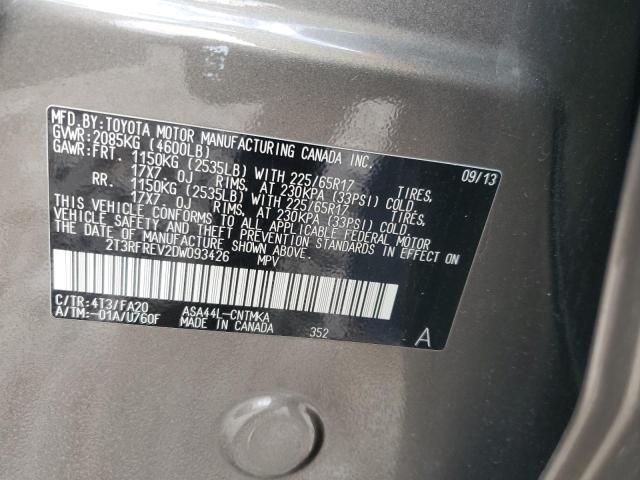 MFD. BY: TOYOTA MOTOR MANUFACTURING CANADA INC. 09/13
GVWR: 2085KG (4600LB)
GAWR: FRT. 1150KG (2535LB) WITH 225/65R17 TIRES,
17X7 OJ RIMS, AT 230KPA (33PSI) COLD
RR. 1150KG (2535LB) WITH 225/65R17 TIRES,
17X7 OJ RIMS, AT 230KPA (33PSI) COLD.
THIS VEHICLE CONFORMS TO ALL APPLICABLE FEDERAL MOTOR
VEHICLE SAFETY AND THEFT PREVENTION STANDARDS IN EFFECT ON
THE DATE OF MANUFACTURE SHOWN ABOVE.
2T3RFREV2DW093426 MPV
C/TR: 4T3/FA20 ASA44L-CNTMKA
A/TM: -01A/U760F MADE IN CANADA 352 A